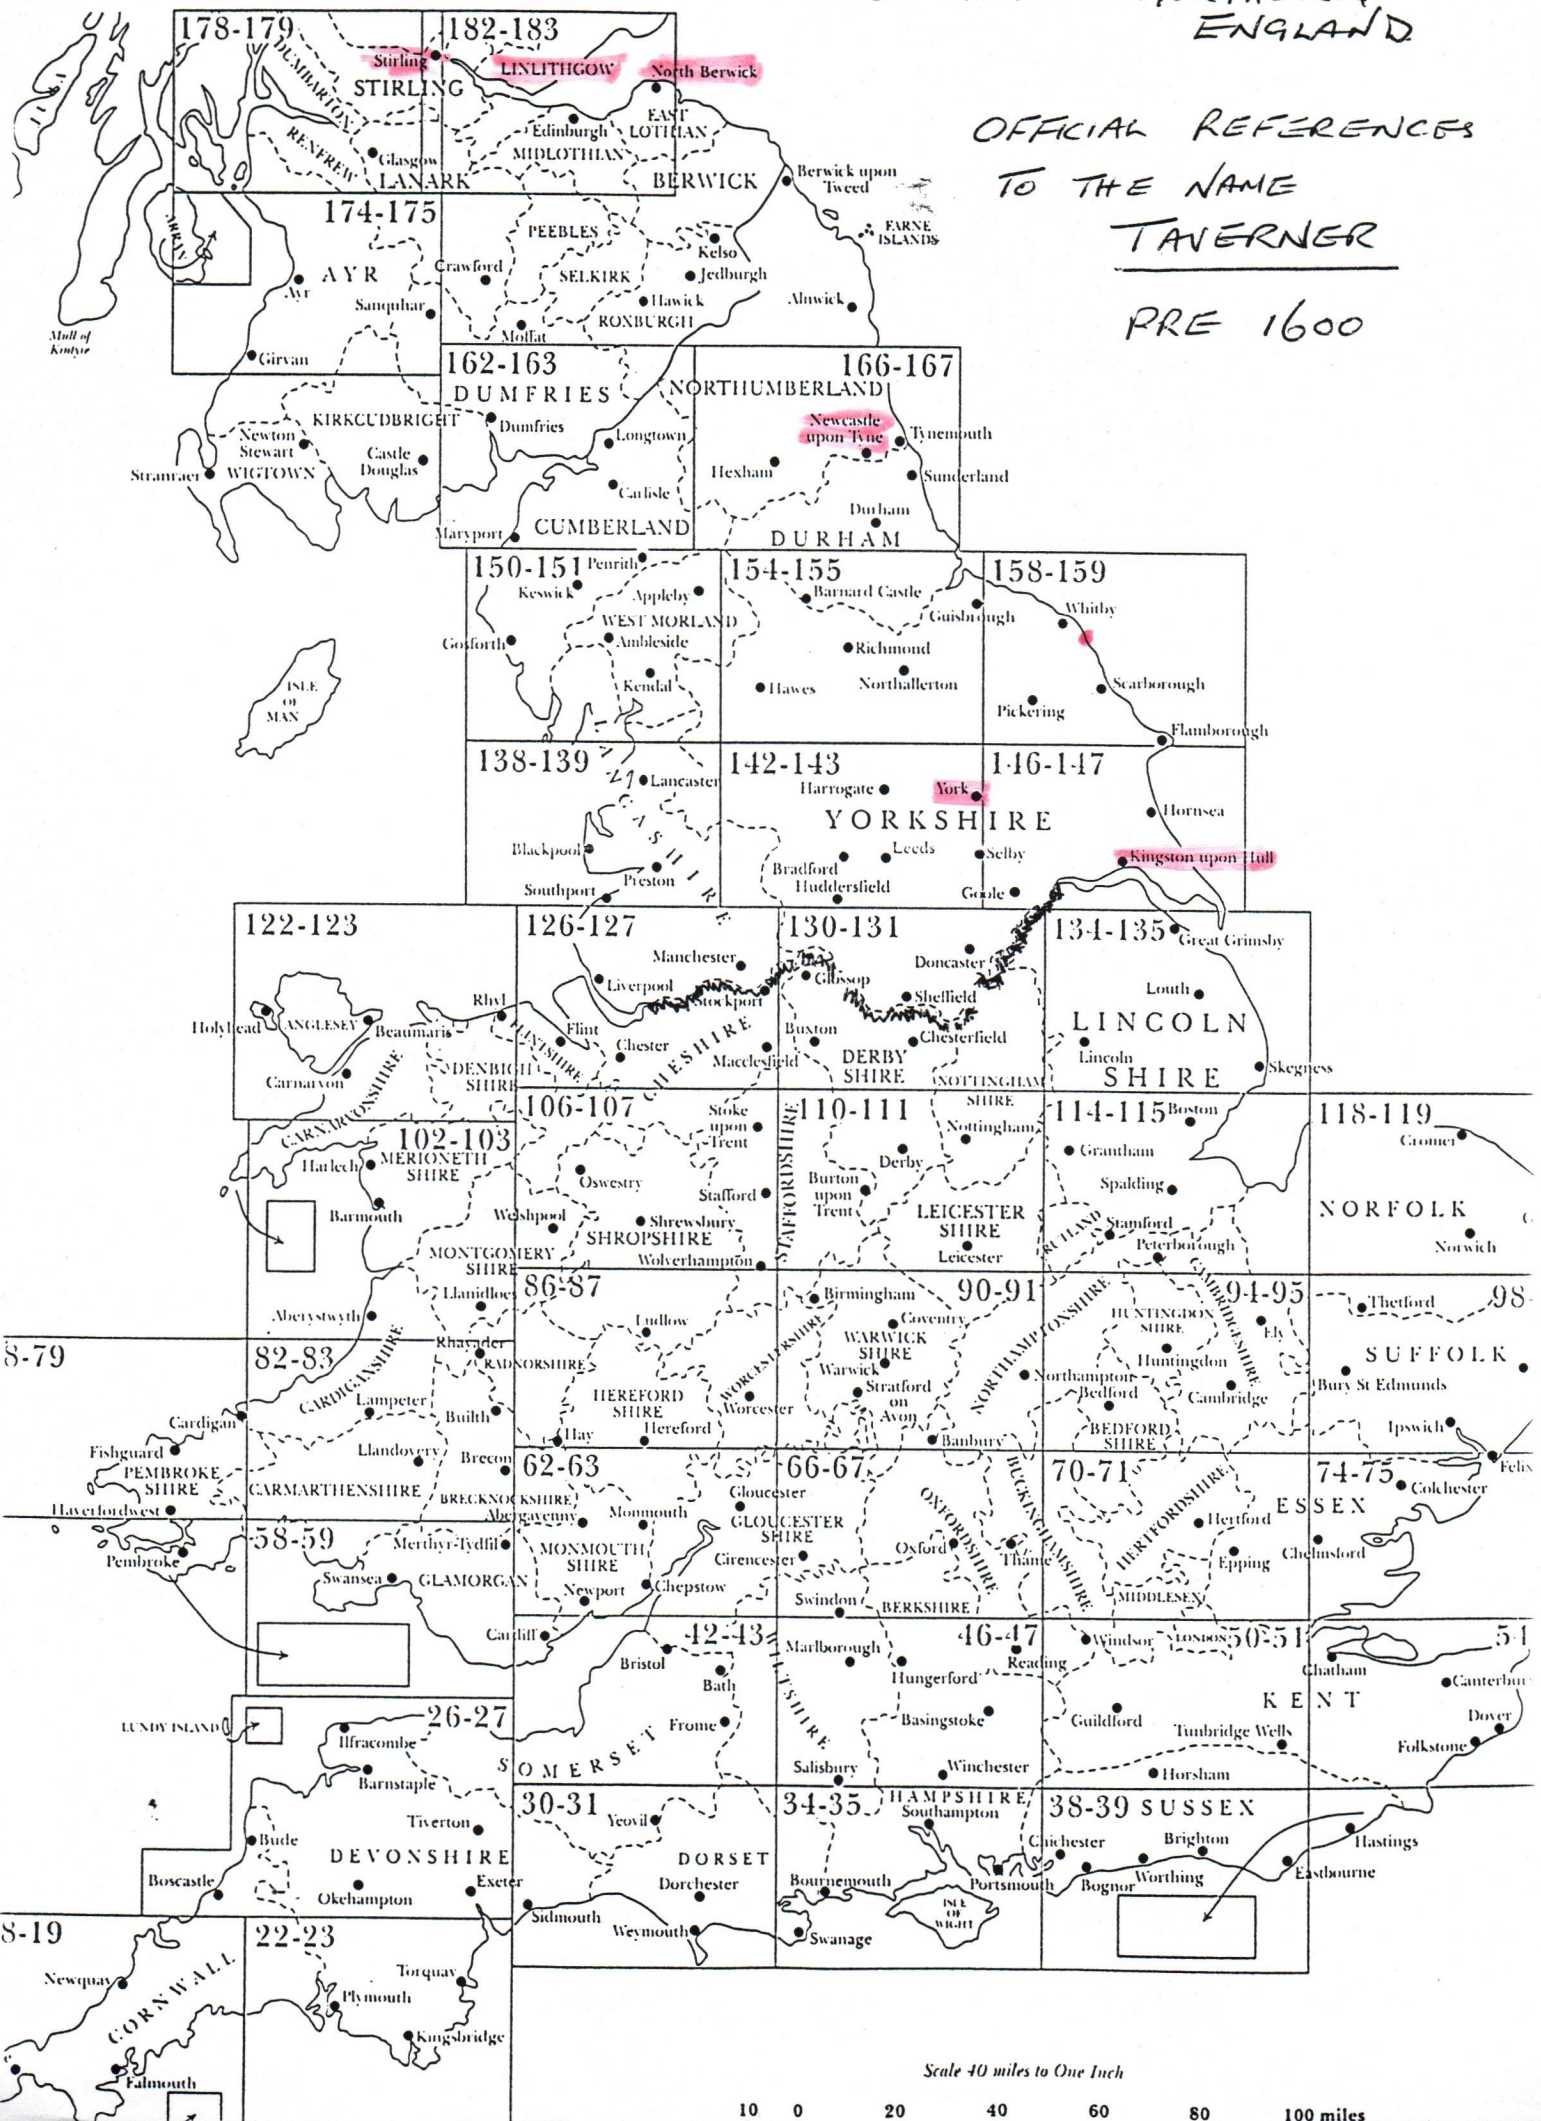 ENGLAND
OFFICIAL REFERENCES
TO THE NAME
TAVERNER
PRE 1600
178-179
182-183
DUMBARTON
Stirling
LINLITHGOW
North Berwick
STIRLING
RENFREW
Edinburgh
EAST
LOTHIAN
MIDLOTHIAN
Glasgow
LANARK
BERWICK
Berwick upon
Tweed
174-175
ARRAN
PEEBLES
FARNE
ISLANDS
Kelso
AYR
Crawford
SELKIRK
Jedburgh
Ayr
Sanquhar
Hawick
Alnwick
ROXBURGH
Moffat
Mull of
Kintyre
Girvan
162-163
166-167
DUMFRIES
NORTHUMBERLAND
KIRKCUDBRIGHT
Dumfries
Newcastle
upon Tyne
Tynemouth
Newton
Stewart
Longtown
Castle
Douglas
Hexham
Stranraer
WIGTOWN
Sunderland
Carlisle
Durham
Maryport
CUMBERLAND
DURHAM
150-151
Penrith
154-155
158-159
Keswick
Appleby
Barnard Castle
Guisbrough
Whitby
WEST MORLAND
Gosforth
Ambleside
Richmond
Kendal
Hawes
Northallerton
Scarborough
Pickering
ISLE
OF
MAN
Flamborough
138-139
142-143
146-147
LANCASHIRE
Lancaster
Harrogate
York
YORKSHIRE
Hornsea
Blackpool
Leeds
Selby
Kingston upon Hull
Preston
Bradford
Huddersfield
Southport
Goole
122-123
126-127
130-131
134-135
Great Grimsby
Manchester
Doncaster
Liverpool
Glossop
Stockport
Sheffield
Louth
Rhyl
Holyhead
ANGLESEY
Beaumaris
Flint
FLINTSHIRE
Buxton
LINCOLN
SHIRE
Chester
CHESHIRE
Macclesfield
Chesterfield
Lincoln
Carnarvon
DENBIGH
SHIRE
DERBY
SHIRE
Skegness
NOTTINGHAM
SHIRE
CARNARVONSHIRE
106-107
Stoke
upon
Trent
110-111
114-115
Boston
118-119
102-103
STAFFORDSHIRE
Nottingham
Cromer
Harlech
MERIONETH
SHIRE
Grantham
Derby
Oswestry
Stafford
Burton
upon
Trent
Spalding
Barmouth
Welshpool
Shrewsbury
SHROPSHIRE
LEICESTER
SHIRE
NORFOLK
RUTLAND
Stamford
Norwich
MONTGOMERY
SHIRE
Wolverhampton
Leicester
Peterborough
86-87
90-91
94-95
98-
Llanidloes
Birmingham
Thetford
Aberystwyth
Ludlow
Coventry
HUNTINGDON
SHIRE
CAMBRIDGESHIRE
Ely
WARWICK
SHIRE
NORTHAMPTONSHIRE
8-79
82-83
Rhayader
RADNORSHIRE
Huntingdon
SUFFOLK
CARDIGANSHIRE
WORCESTERSHIRE
Warwick
Stratford
on
Avon
Northampton
Bedford
Bury St Edmunds
HEREFORD
SHIRE
Worcester
Cambridge
Lampeter
Builth
Cardigan
Hay
Hereford
Banbury
BEDFORD
SHIRE
Ipswich
Fishguard
Llandovery
Brecon
62-63
66-67
70-71
74-75
Felix
PEMBROKE
SHIRE
CARMARTHENSHIRE
BRECKNOCKSHIRE
Gloucester
Colchester
Haverfordwest
Abergavenny
Monmouth
GLOUCESTER
SHIRE
OXFORDSHIRE
BUCKINGHAMSHIRE
HERTFORDSHIRE
Hertford
ESSEX
58-59
Merthyr-Tydfil
MONMOUTH
SHIRE
Cirencester
Oxford
Thame
Epping
Chelmsford
Pembroke
Swansea
GLAMORGAN
Newport
Chepstow
Swindon
BERKSHIRE
MIDDLESEX
Cardiff
42-43
46-47
50-51
Bristol
Marlborough
Windsor
LONDON
Reading
Hungerford
Chatham
Bath
WILTSHIRE
KENT
LUNDY ISLAND
26-27
Frome
Basingstoke
Guildford
Tunbridge Wells
Dover
Ilfracombe
SOMERSET
Folkstone
Barnstaple
Salisbury
Winchester
Horsham
30-31
34-35
HAMPSHIRE
38-39
SUSSEX
Tiverton
Yeovil
Southampton
Chichester
Brighton
Hastings
Bude
DEVONSHIRE
DORSET
Boscastle
Okehampton
Exeter
Dorchester
Bournemouth
Portsmouth
Bognor
Worthing
Eastbourne
Sidmouth
ISLE
OF
WIGHT
Weymouth
Swanage
8-19
22-23
Newquay
CORNWALL
Torquay
Plymouth
Kingsbridge
Falmouth
Scale 40 miles to One Inch
10 0 20 40 60 80 100 miles